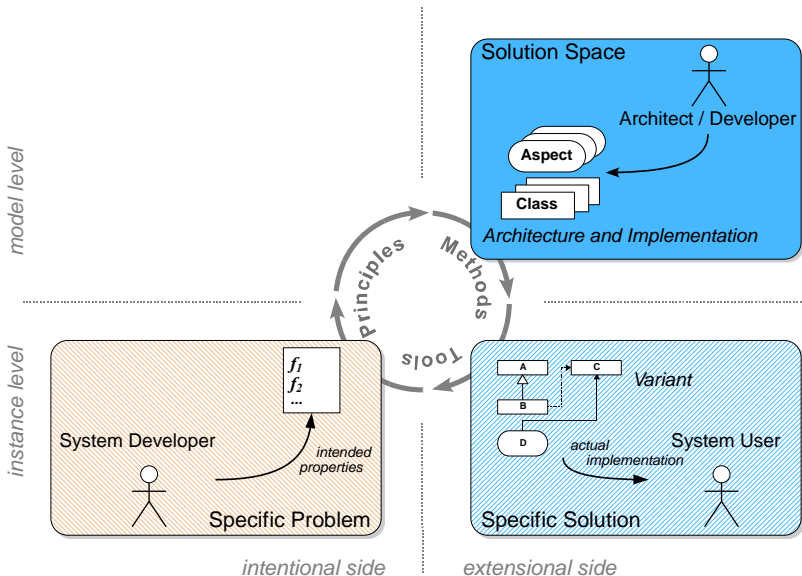 Solution Space
Architect / Developer
Aspect
Class
Architecture and Implementation
model level
Principles
Methods
Tools
instance level
f1
f2
...
System Developer
intended
properties
Specific Problem
A
C
B
D
Variant
actual
implementation
System User
Specific Solution
intentional side
extensional side